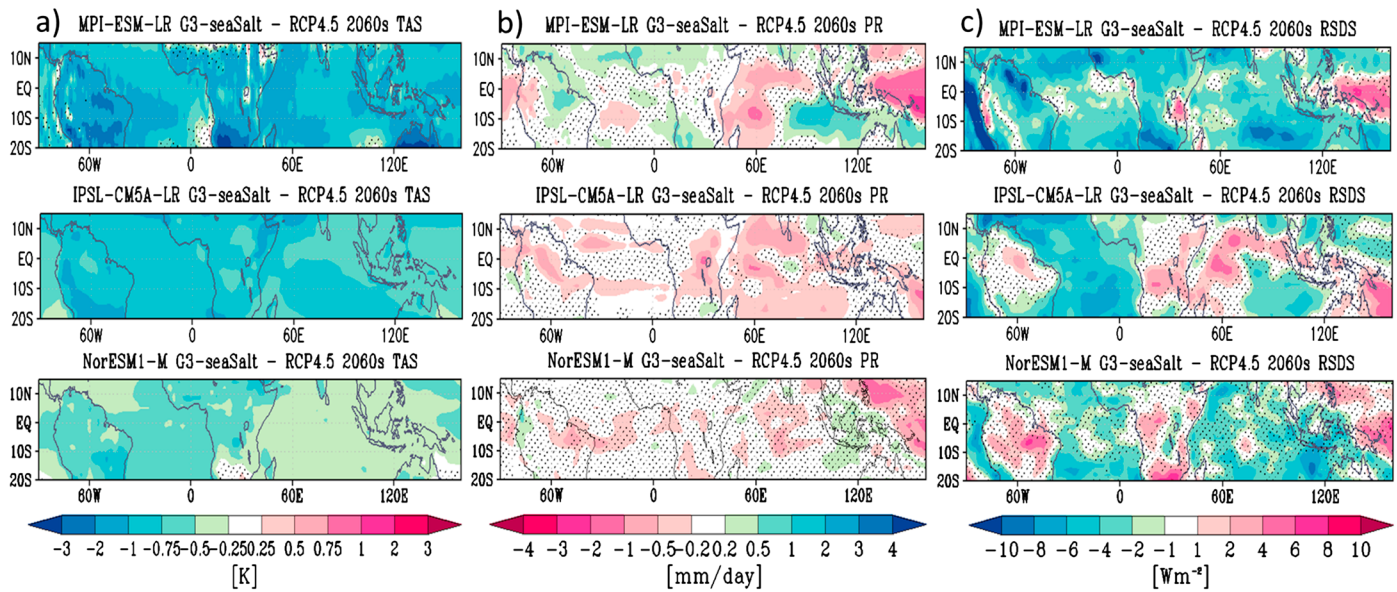 a)
MPI-ESM-LR G3-seaSalt - RCP4.5 2060s TAS
10N
EQ
10S
20S
60W 0 60E 120E
IPSL-CM5A-LR G3-seaSalt - RCP4.5 2060s TAS
10N
EQ
10S
20S
60W 0 60E 120E
NorESM1-M G3-seaSalt - RCP4.5 2060s TAS
10N
EQ
10S
20S
60W 0 60E 120E
-3 -2 -1 -0.75 -0.5 -0.25 0.25 0.5 0.75 1 2 3
[K]
b)
MPI-ESM-LR G3-seaSalt - RCP4.5 2060s PR
10N
EQ
10S
20S
60W 0 60E 120E
IPSL-CM5A-LR G3-seaSalt - RCP4.5 2060s PR
10N
EQ
10S
20S
60W 0 60E 120E
NorESM1-M G3-seaSalt - RCP4.5 2060s PR
10N
EQ
10S
20S
60W 0 60E 120E
-4 -3 -2 -1 -0.5 -0.2 0.2 0.5 1 2 3 4
[mm/day]
c)
MPI-ESM-LR G3-seaSalt - RCP4.5 2060s RSDS
10N
EQ
10S
20S
60W 0 60E 120E
IPSL-CM5A-LR G3-seaSalt - RCP4.5 2060s RSDS
10N
EQ
10S
20S
60W 0 60E 120E
NorESM1-M G3-seaSalt - RCP4.5 2060s RSDS
10N
EQ
10S
20S
60W 0 60E 120E
-10 -8 -6 -4 -2 -1 1 2 4 6 8 10
[Wm⁻²]